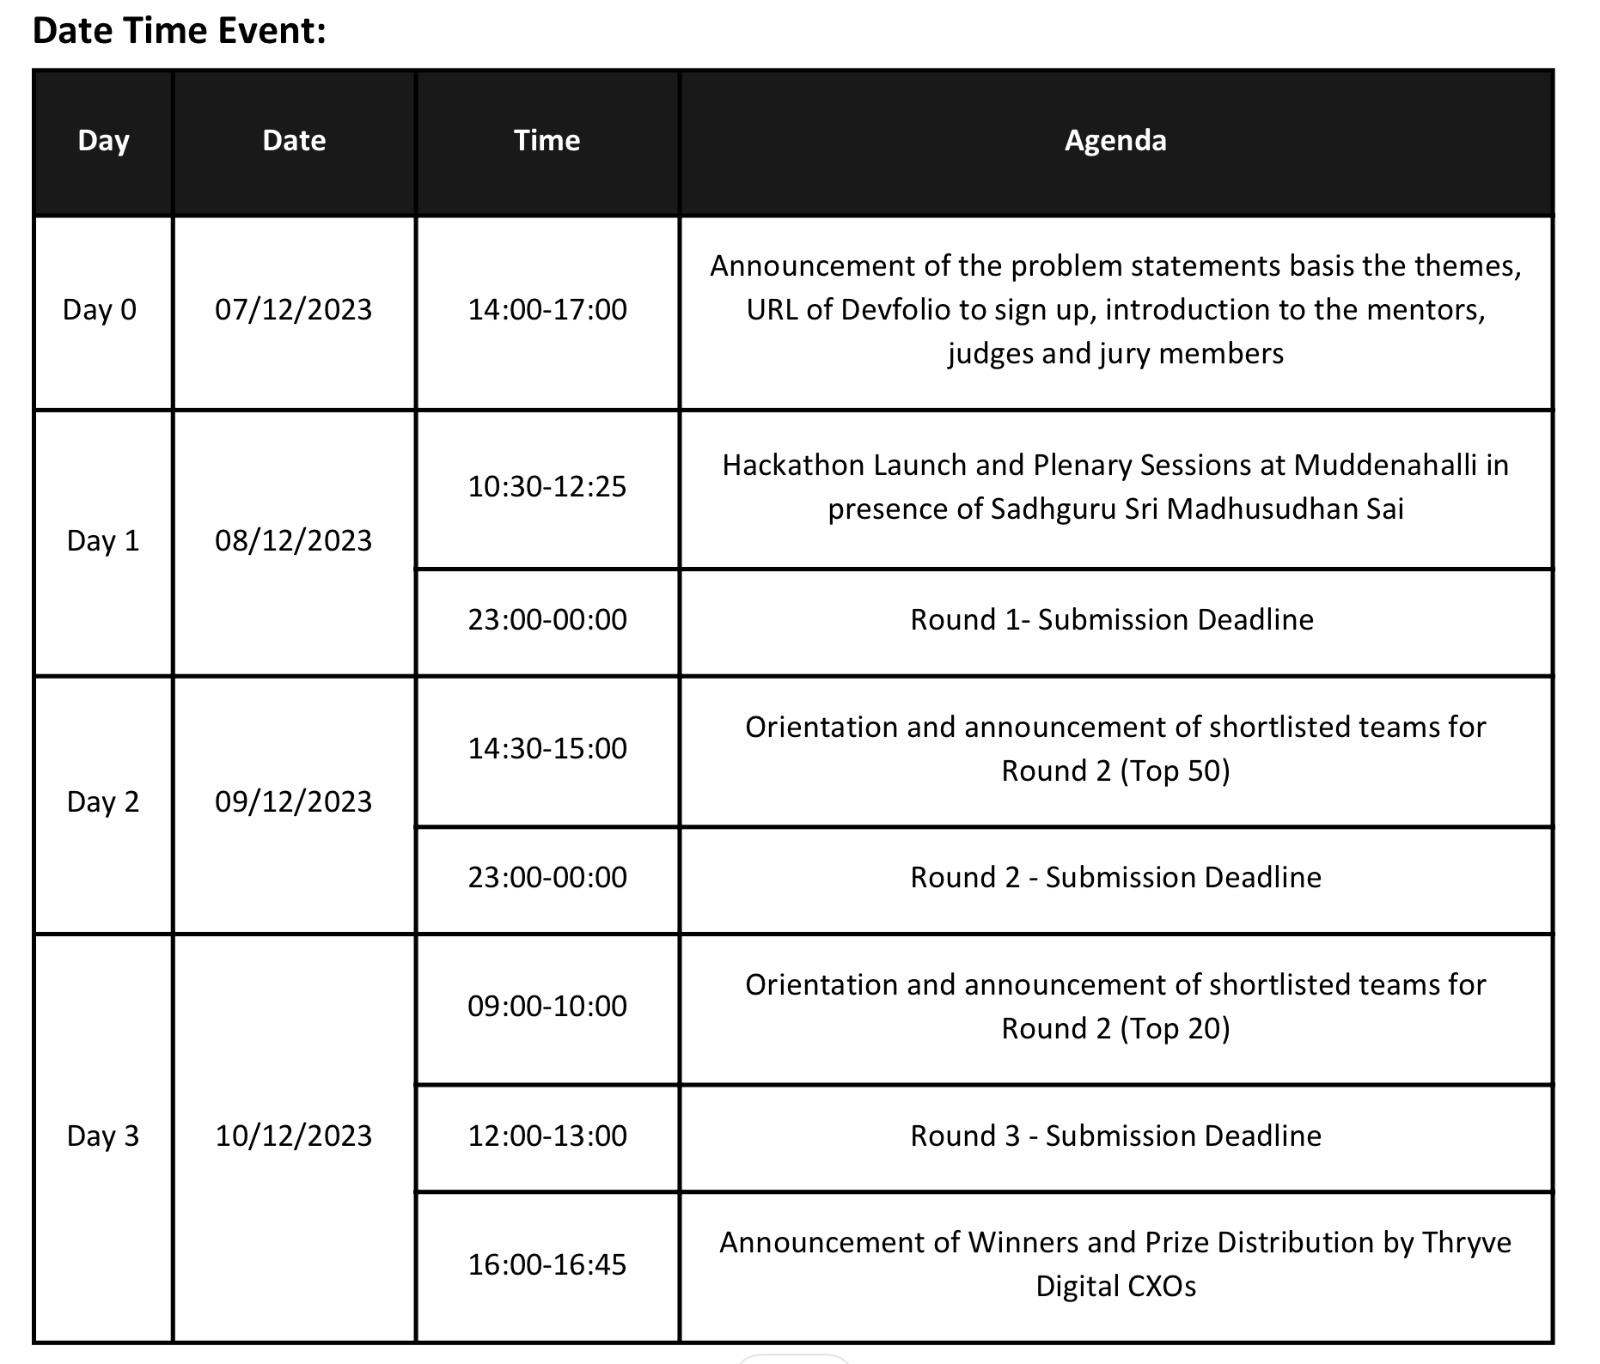 Date Time Event:
Day Date Time Agenda
Day 0 07/12/2023 14:00-17:00
Announcement of the problem statements basis the themes,
URL of Devfolio to sign up, introduction to the mentors,
judges and jury members
Day 1 08/12/2023
10:30-12:25
Hackathon Launch and Plenary Sessions at Muddenahalli in
presence of Sadhguru Sri Madhusudhan Sai
23:00-00:00 Round 1- Submission Deadline
Day 2 09/12/2023
14:30-15:00
Orientation and announcement of shortlisted teams for
Round 2 (Top 50)
23:00-00:00 Round 2 - Submission Deadline
Day 3 10/12/2023
09:00-10:00
Orientation and announcement of shortlisted teams for
Round 2 (Top 20)
12:00-13:00 Round 3 - Submission Deadline
16:00-16:45
Announcement of Winners and Prize Distribution by Thryve
Digital CXOs